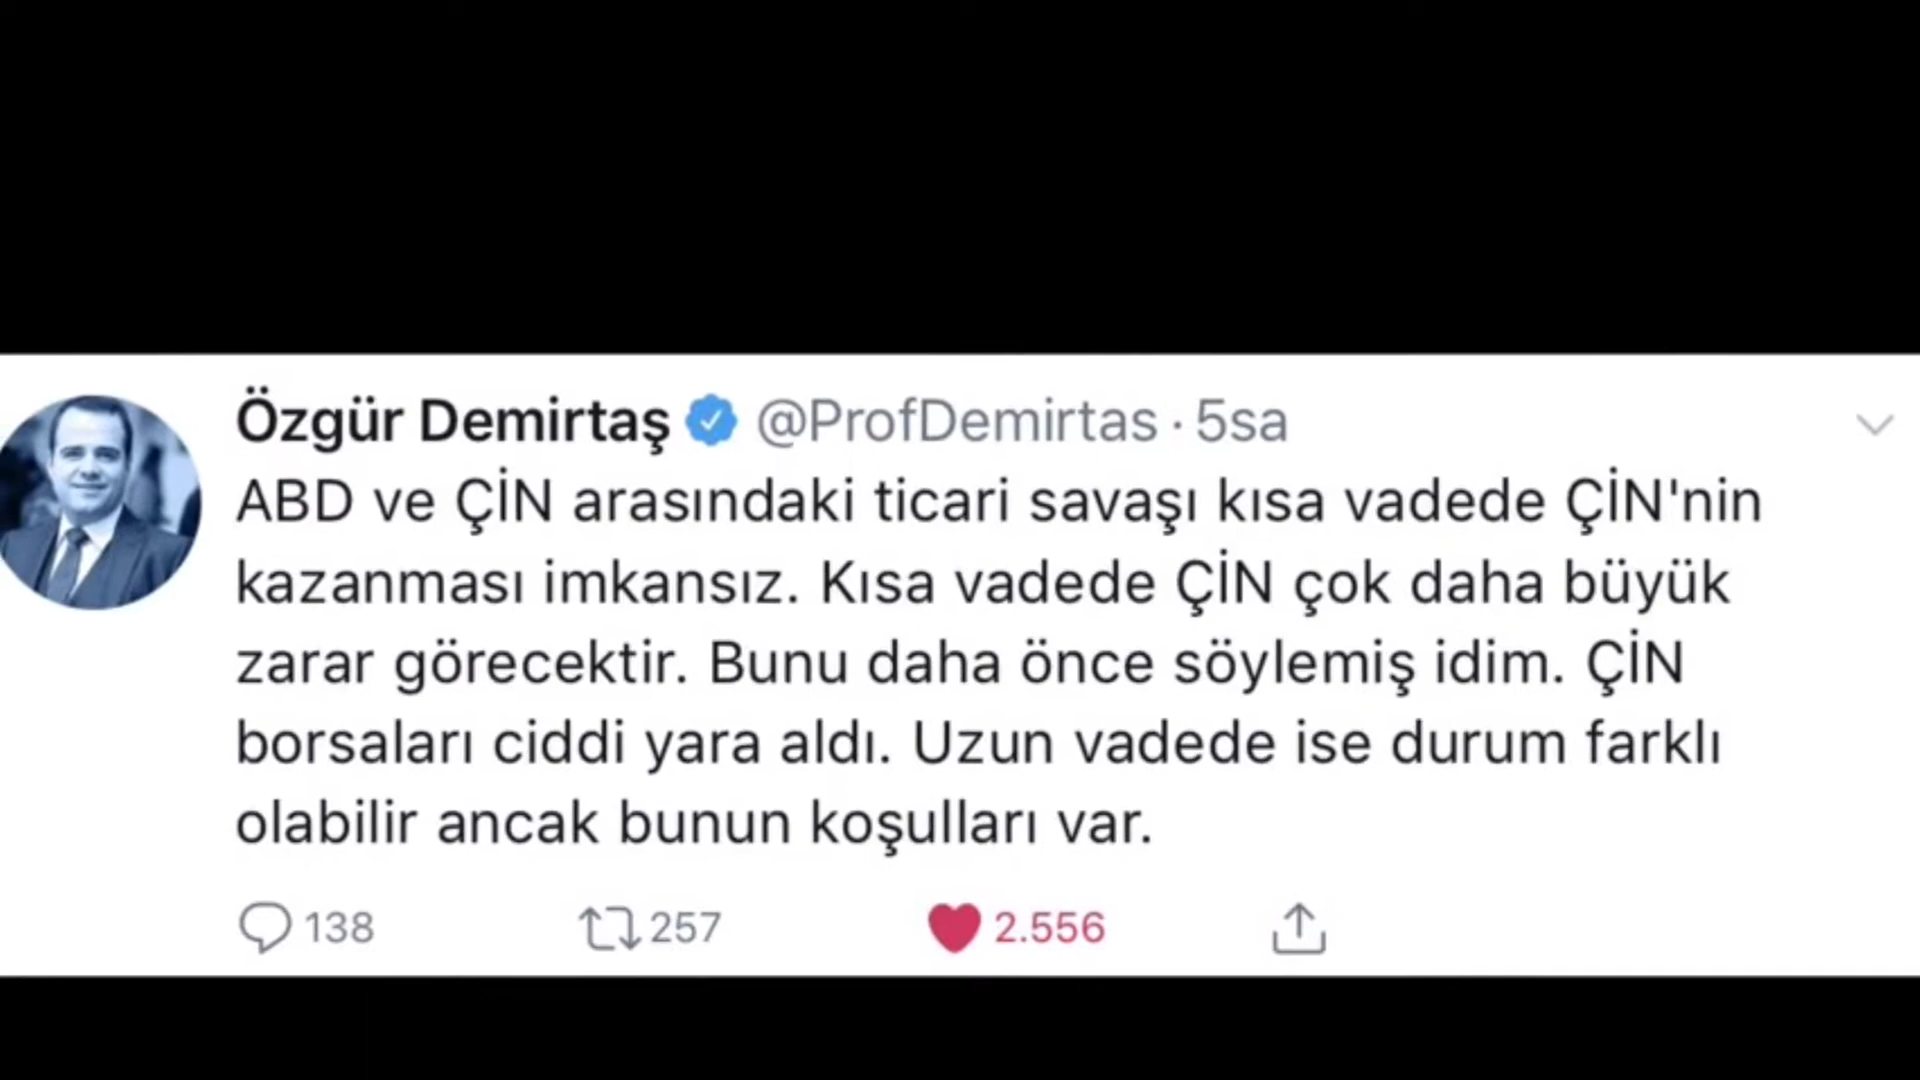 Özgür Demirtaş @ProfDemirtas · 5sa
ABD ve ÇİN arasındaki ticari savaşı kısa vadede ÇİN'nin
kazanması imkansız. Kısa vadede ÇİN çok daha büyük
zarar görecektir. Bunu daha önce söylemiş idim. ÇİN
borsaları ciddi yara aldı. Uzun vadede ise durum farklı
olabilir ancak bunun koşulları var.
138 257 2.556